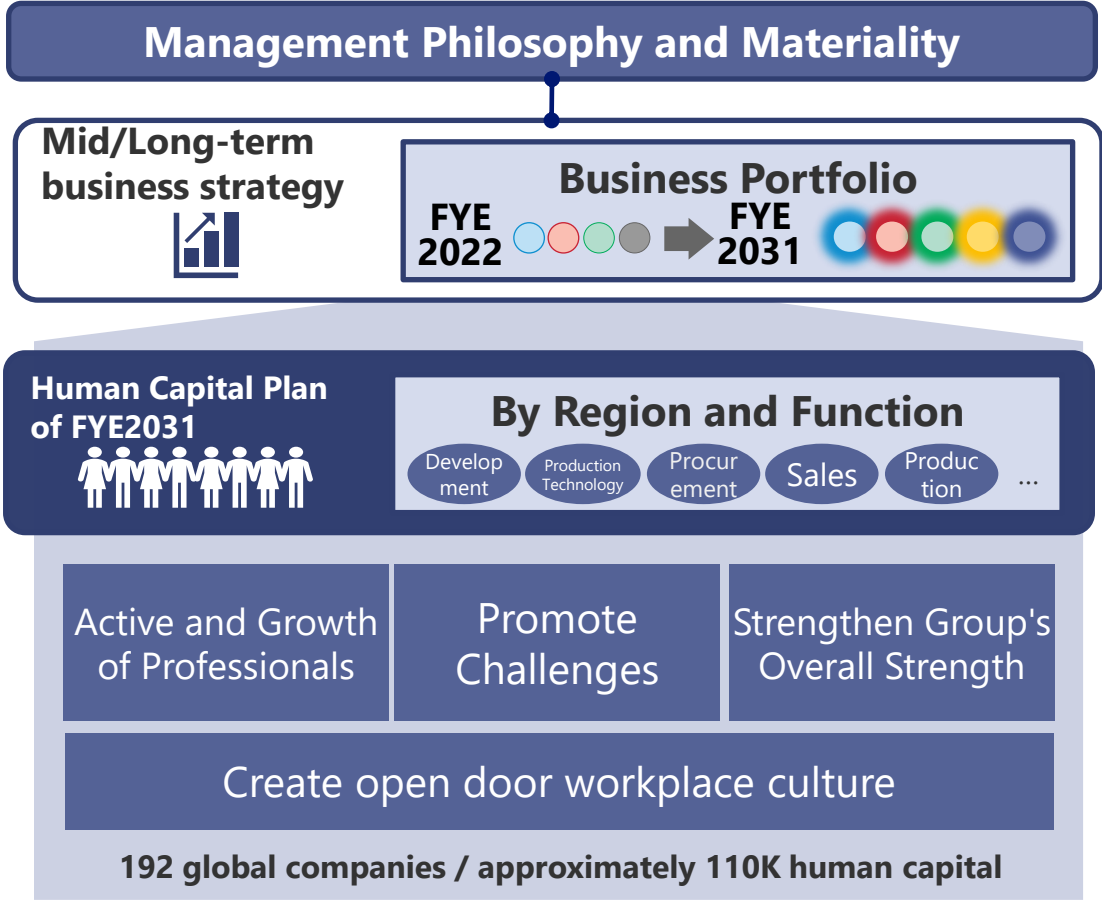 Management Philosophy and Materiality
Mid/Long-term
business strategy
Business Portfolio
FYE
2022
FYE
2031
Human Capital Plan
of FYE2031
By Region and Function
Develop
ment
Production
Technology
Procur
ement
Sales
Produc
tion
...
Active and Growth
of Professionals
Promote
Challenges
Strengthen Group's
Overall Strength
Create open door workplace culture
192 global companies / approximately 110K human capital